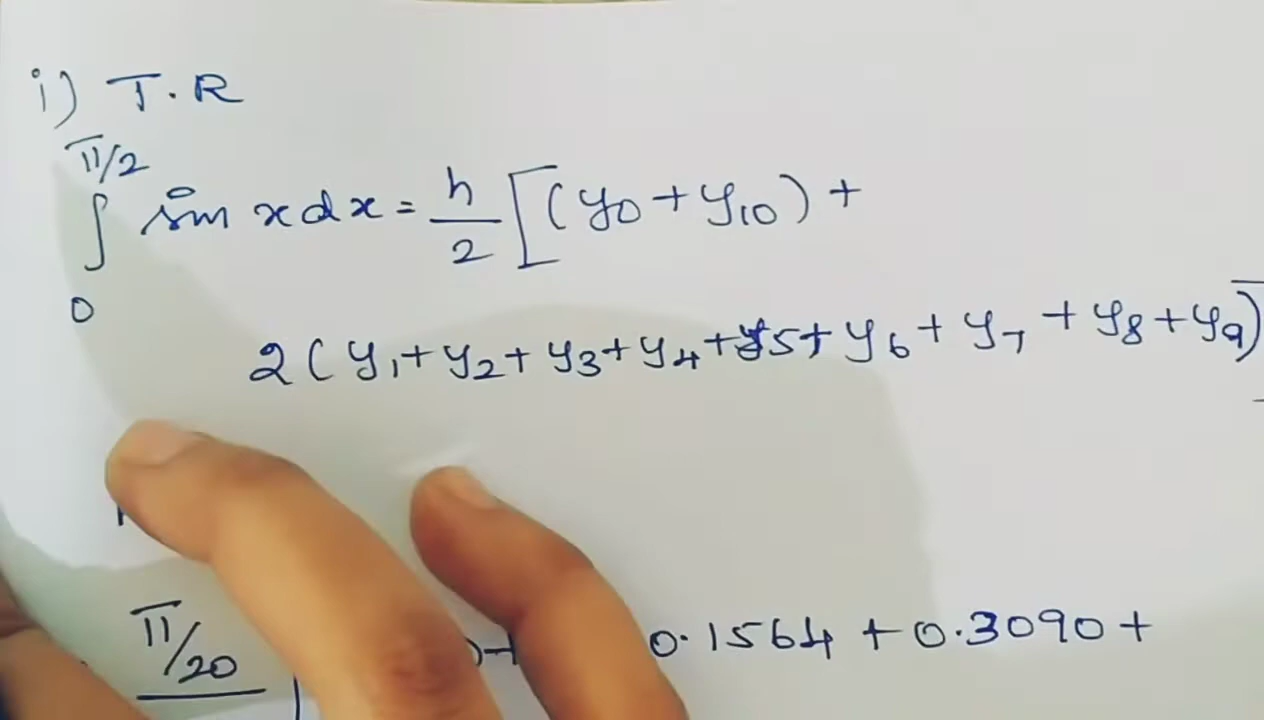 i) T.R
π/2
∫ sin x dx = h/2 [(y₀ + y₁₀) +
0
2(y₁ + y₂ + y₃ + y₄ + y₅ + y₆ + y₇ + y₈ + y₉)]
π/20 0.1564 + 0.3090 +